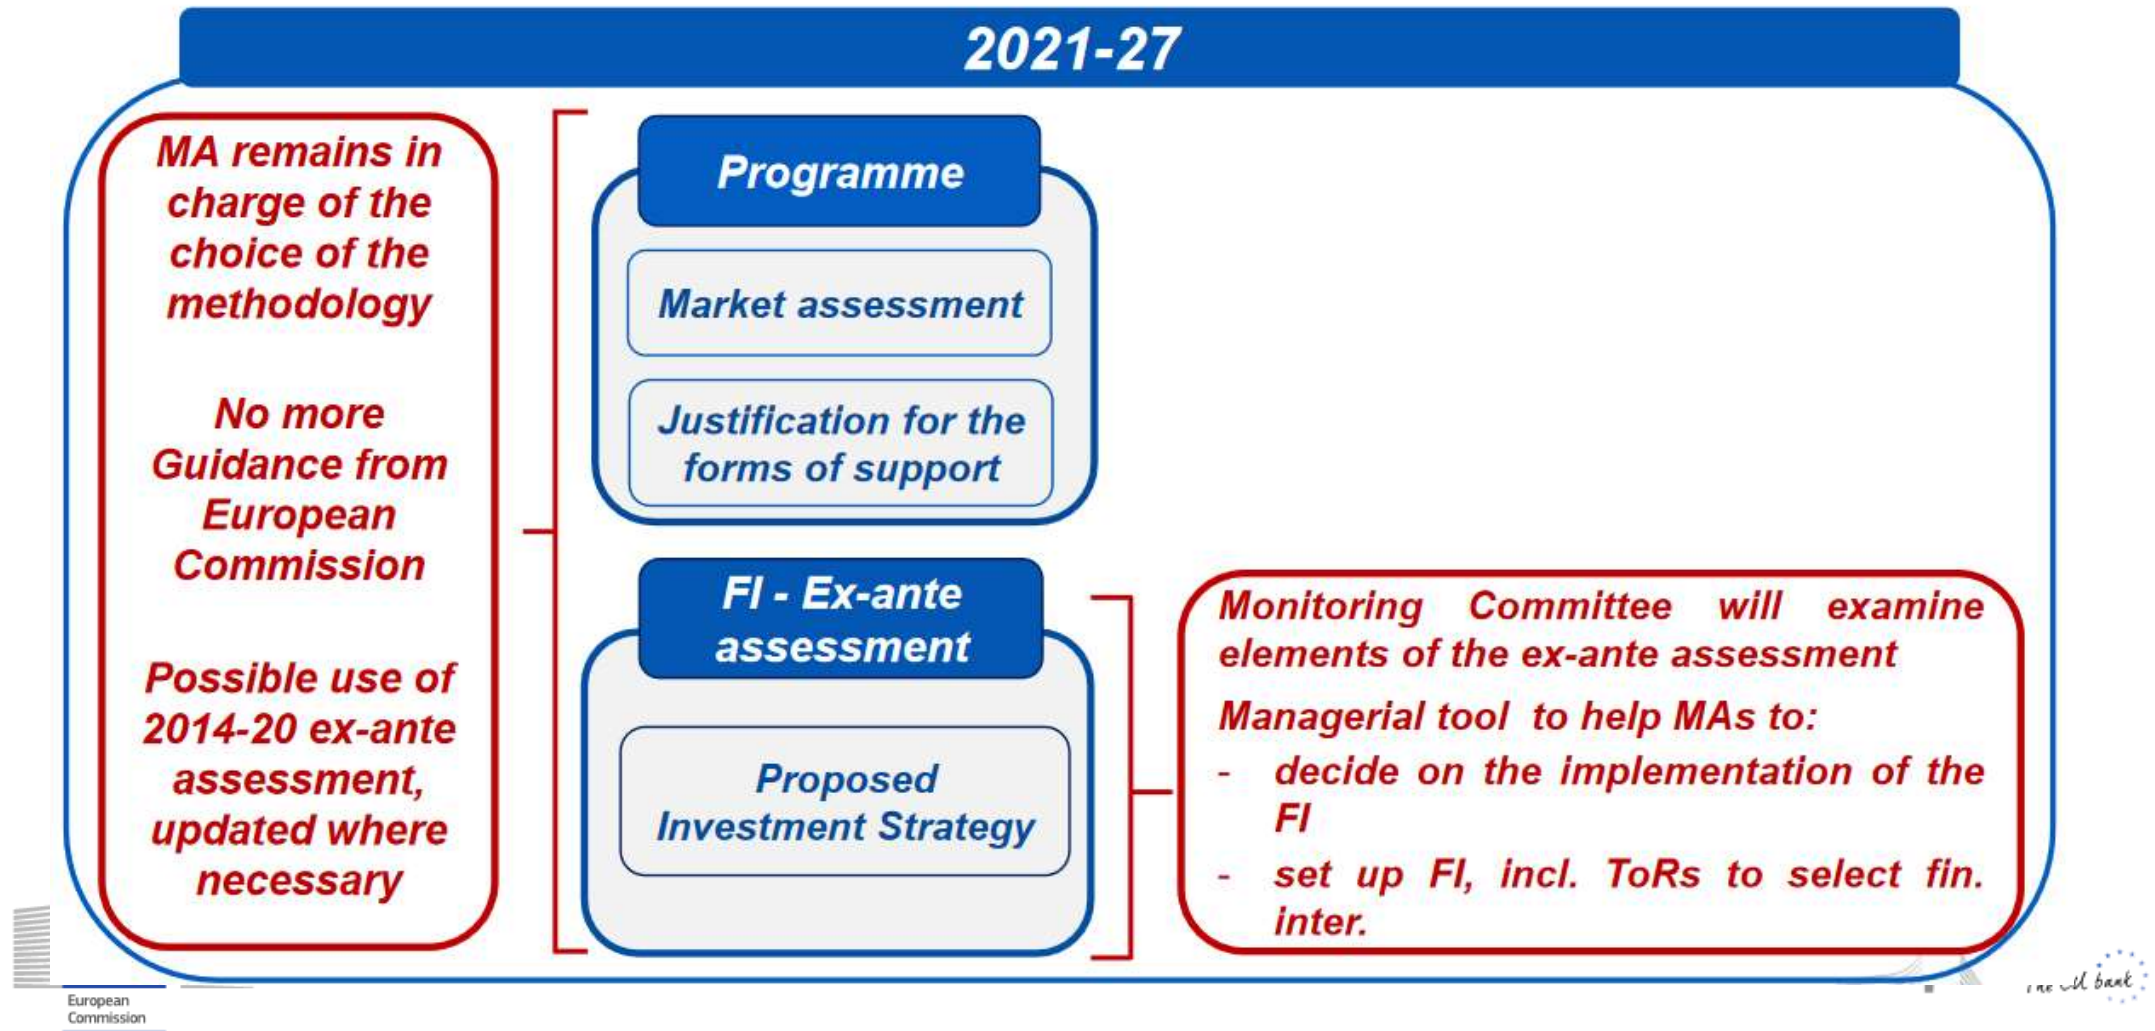 2021-27
MA remains in
charge of the
choice of the
methodology
No more
Guidance from
European
Commission
Possible use of
2014-20 ex-ante
assessment,
updated where
necessary
Programme
Market assessment
Justification for the
forms of support
FI - Ex-ante
assessment
Proposed
Investment Strategy
Monitoring Committee will examine
elements of the ex-ante assessment
Managerial tool to help MAs to:
- decide on the implementation of the
FI
- set up FI, incl. ToRs to select fin.
inter.
European
Commission
bank